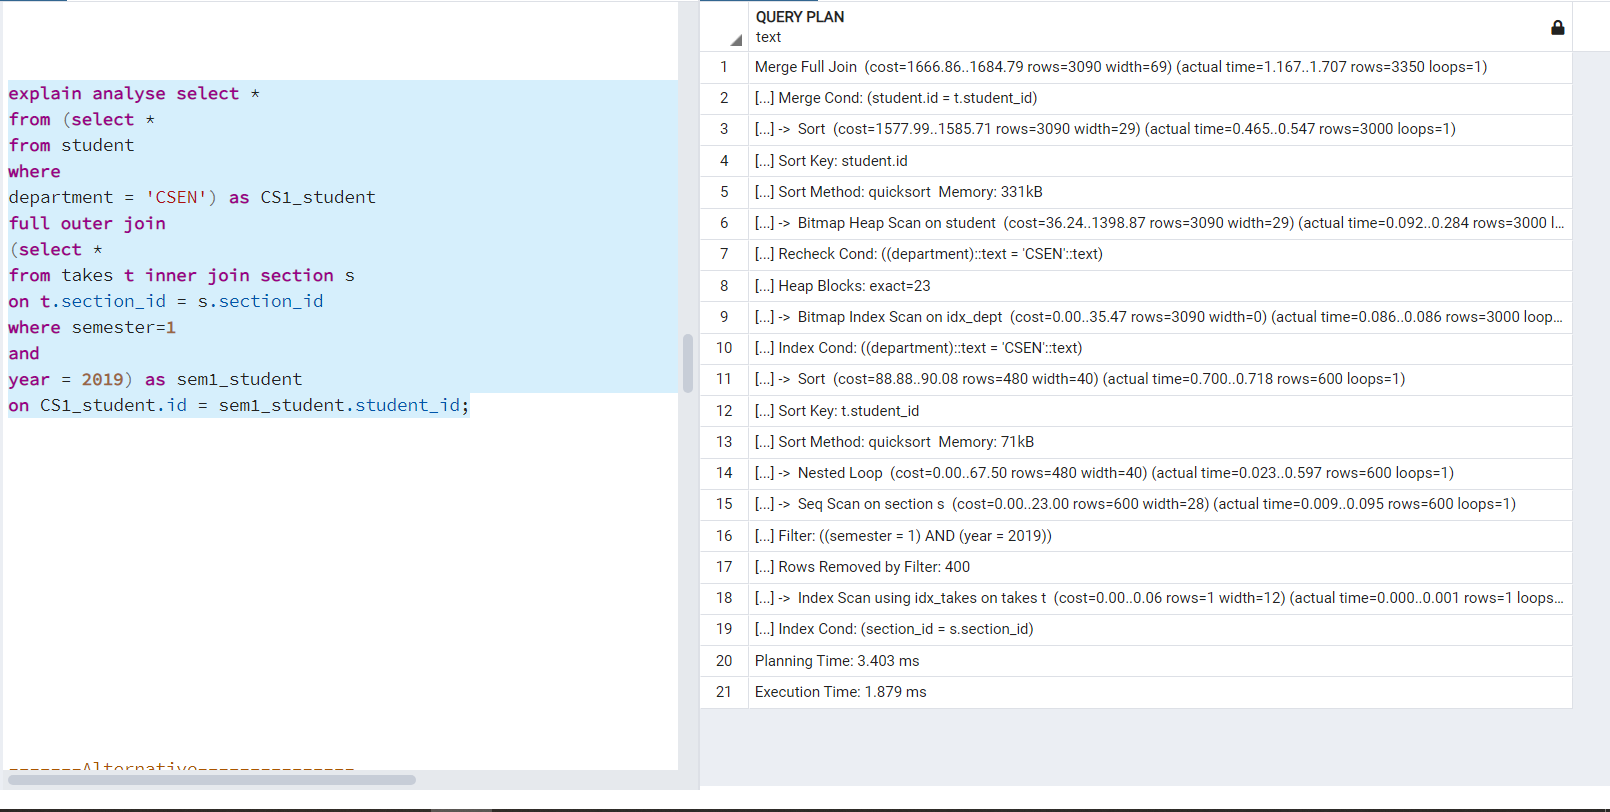 explain analyse select *
from (select *
from student
where
department = 'CSEN') as CS1_student
full outer join
(select *
from takes t inner join section s
on t.section_id = s.section_id
where semester=1
and
year = 2019) as sem1_student
on CS1_student.id = sem1_student.student_id;
-------Alternative---------------
QUERY PLAN
text
1 Merge Full Join (cost=1666.86..1684.79 rows=3090 width=69) (actual time=1.167..1.707 rows=3350 loops=1)
2 [...] Merge Cond: (student.id = t.student_id)
3 [...] -> Sort (cost=1577.99..1585.71 rows=3090 width=29) (actual time=0.465..0.547 rows=3000 loops=1)
4 [...] Sort Key: student.id
5 [...] Sort Method: quicksort Memory: 331kB
6 [...] -> Bitmap Heap Scan on student (cost=36.24..1398.87 rows=3090 width=29) (actual time=0.092..0.284 rows=3000 l...
7 [...] Recheck Cond: ((department)::text = 'CSEN'::text)
8 [...] Heap Blocks: exact=23
9 [...] -> Bitmap Index Scan on idx_dept (cost=0.00..35.47 rows=3090 width=0) (actual time=0.086..0.086 rows=3000 loop...
10 [...] Index Cond: ((department)::text = 'CSEN'::text)
11 [...] -> Sort (cost=88.88..90.08 rows=480 width=40) (actual time=0.700..0.718 rows=600 loops=1)
12 [...] Sort Key: t.student_id
13 [...] Sort Method: quicksort Memory: 71kB
14 [...] -> Nested Loop (cost=0.00..67.50 rows=480 width=40) (actual time=0.023..0.597 rows=600 loops=1)
15 [...] -> Seq Scan on section s (cost=0.00..23.00 rows=600 width=28) (actual time=0.009..0.095 rows=600 loops=1)
16 [...] Filter: ((semester = 1) AND (year = 2019))
17 [...] Rows Removed by Filter: 400
18 [...] -> Index Scan using idx_takes on takes t (cost=0.00..0.06 rows=1 width=12) (actual time=0.000..0.001 rows=1 loops...
19 [...] Index Cond: (section_id = s.section_id)
20 Planning Time: 3.403 ms
21 Execution Time: 1.879 ms